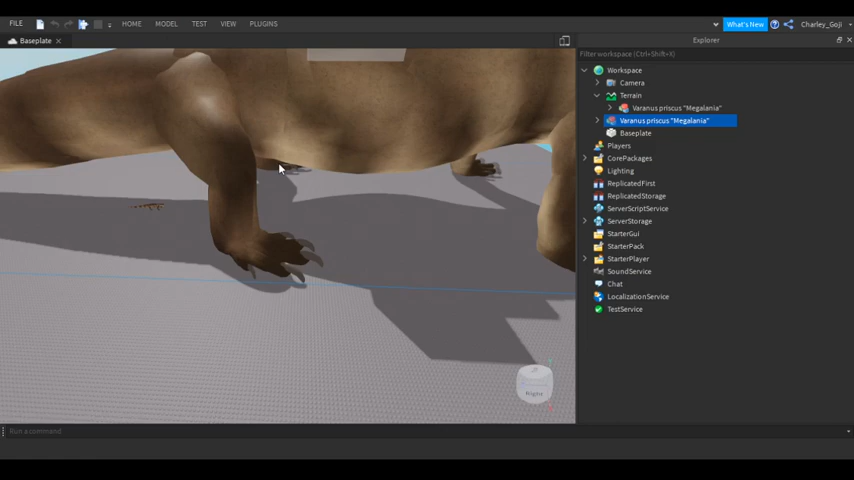 FILE HOME MODEL TEST VIEW PLUGINS What's New Charley_Goji
Baseplate Explorer
Filter workspace (Ctrl+Shift+X)
Workspace
Camera
Terrain
Varanus priscus "Megalania"
Varanus priscus "Megalania"
Baseplate
Players
CorePackages
Lighting
ReplicatedFirst
ReplicatedStorage
ServerScriptService
ServerStorage
StarterGui
StarterPack
StarterPlayer
SoundService
Chat
LocalizationService
TestService
Right
Run a command